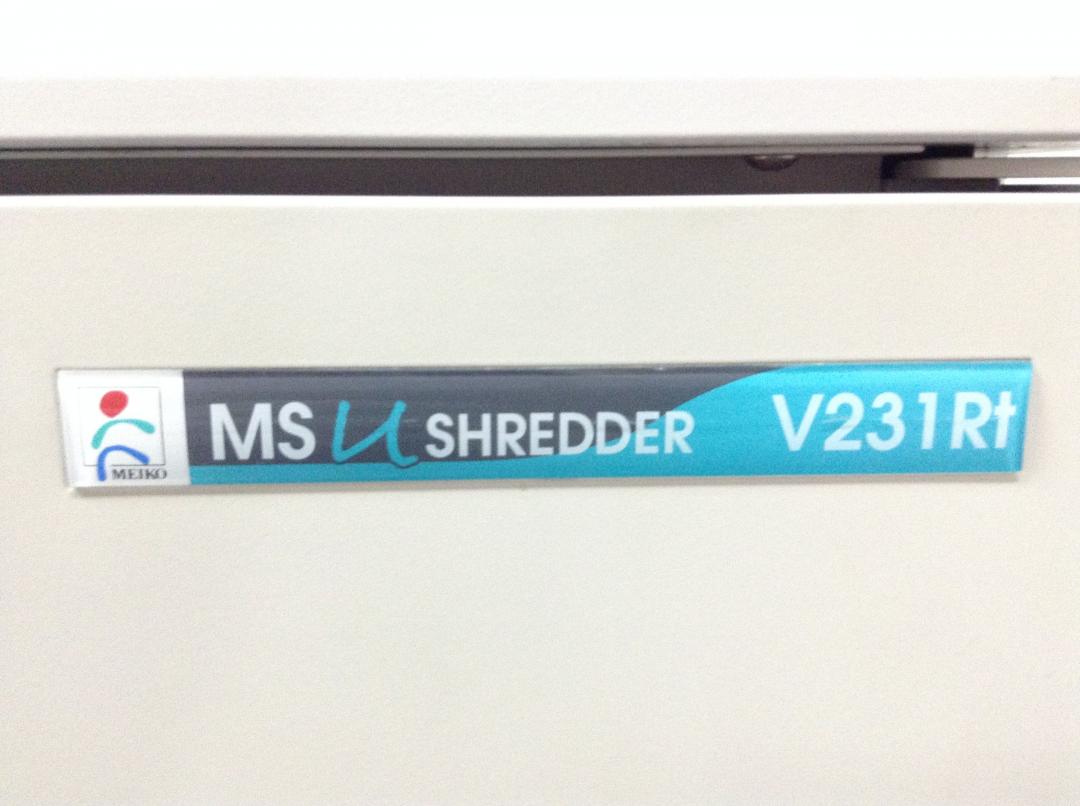 MEIKO
MS U SHREDDER V231Rt